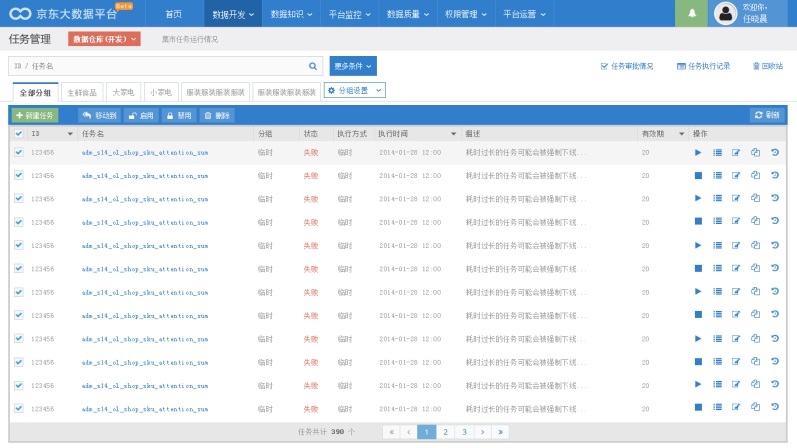 京东大数据平台 Beta 首页 数据开发 数据知识 平台监控 数据质量 权限管理 平台运营 欢迎你, 任晓晨
任务管理 数据仓库(开发) 集市任务运行情况
ID / 任务名 更多条件 任务审批情况 任务执行记录 回收站
全部分组 生鲜食品 大家电 小家电 服装服装服装服装 服装服装服装服装 分组设置
新建任务 移动到 启用 禁用 删除 刷新
ID 任务名 分组 状态 执行方式 执行时间 描述 有效期 操作
123456 adm_s14_ol_shop_sku_attention_sum 临时 失败 临时 2014-01-28 12:00 耗时过长的任务可能会被强制下线... 20
123456 adm_s14_ol_shop_sku_attention_sum 临时 失败 临时 2014-01-28 12:00 耗时过长的任务可能会被强制下线... 20
123456 adm_s14_ol_shop_sku_attention_sum 临时 失败 临时 2014-01-28 12:00 耗时过长的任务可能会被强制下线... 20
123456 adm_s14_ol_shop_sku_attention_sum 临时 失败 临时 2014-01-28 12:00 耗时过长的任务可能会被强制下线... 20
123456 adm_s14_ol_shop_sku_attention_sum 临时 失败 临时 2014-01-28 12:00 耗时过长的任务可能会被强制下线... 20
123456 adm_s14_ol_shop_sku_attention_sum 临时 失败 临时 2014-01-28 12:00 耗时过长的任务可能会被强制下线... 20
123456 adm_s14_ol_shop_sku_attention_sum 临时 失败 临时 2014-01-28 12:00 耗时过长的任务可能会被强制下线... 20
123456 adm_s14_ol_shop_sku_attention_sum 临时 失败 临时 2014-01-28 12:00 耗时过长的任务可能会被强制下线... 20
123456 adm_s14_ol_shop_sku_attention_sum 临时 失败 临时 2014-01-28 12:00 耗时过长的任务可能会被强制下线... 20
123456 adm_s14_ol_shop_sku_attention_sum 临时 失败 临时 2014-01-28 12:00 耗时过长的任务可能会被强制下线... 20
123456 adm_s14_ol_shop_sku_attention_sum 临时 失败 临时 2014-01-28 12:00 耗时过长的任务可能会被强制下线... 20
123456 adm_s14_ol_shop_sku_attention_sum 临时 失败 临时 2014-01-28 12:00 耗时过长的任务可能会被强制下线... 20
任务共计 390 个 « ‹ 1 2 3 › »